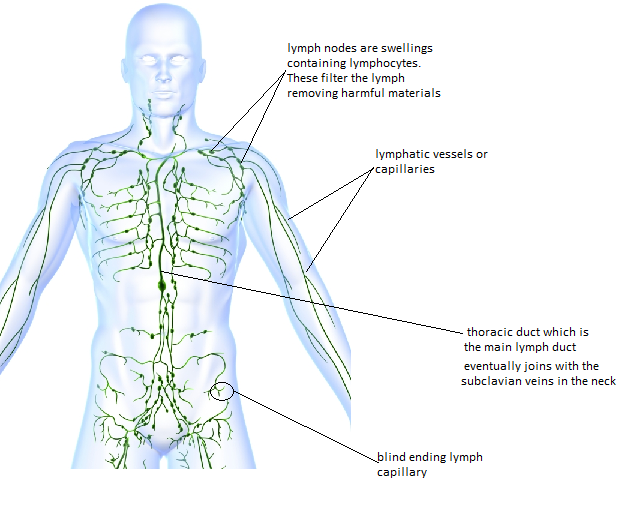 lymph nodes are swellings
containing lymphocytes.
These filter the lymph
removing harmful materials
lymphatic vessels or
capillaries
thoracic duct which is
the main lymph duct
eventually joins with the
subclavian veins in the neck
blind ending lymph
capillary